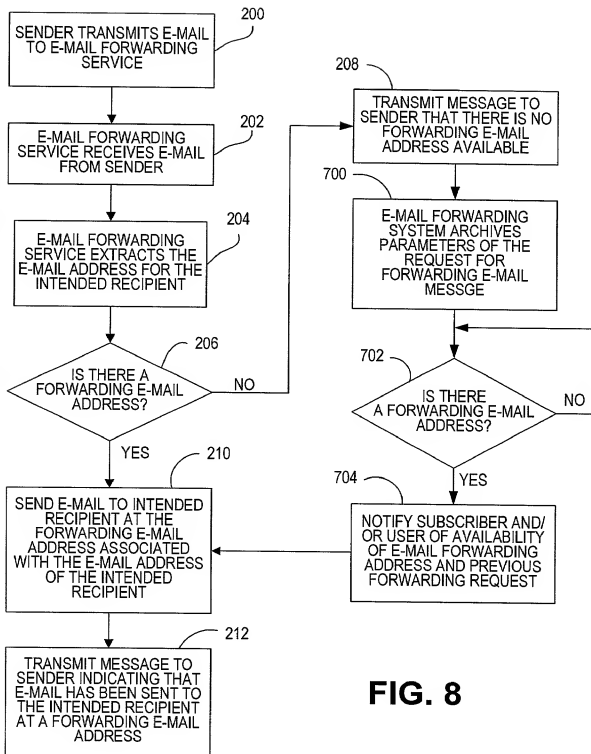 200
SENDER TRANSMITS E-MAIL
TO E-MAIL FORWARDING
SERVICE
202
E-MAIL FORWARDING
SERVICE RECEIVES E-MAIL
FROM SENDER
204
E-MAIL FORWARDING
SERVICE EXTRACTS THE
E-MAIL ADDRESS FOR THE
INTENDED RECIPIENT
206
IS THERE A
FORWARDING E-MAIL
ADDRESS?
NO
YES
210
SEND E-MAIL TO INTENDED
RECIPIENT AT THE
FORWARDING E-MAIL
ADDRESS ASSOCIATED
WITH THE E-MAIL ADDRESS
OF THE INTENDED
RECIPIENT
212
TRANSMIT MESSAGE TO
SENDER INDICATING THAT
E-MAIL HAS BEEN SENT TO
THE INTENDED RECIPIENT
AT A FORWARDING E-MAIL
ADDRESS
208
TRANSMIT MESSAGE TO
SENDER THAT THERE IS NO
FORWARDING E-MAIL
ADDRESS AVAILABLE
700
E-MAIL FORWARDING
SYSTEM ARCHIVES
PARAMETERS OF THE
REQUEST FOR
FORWARDING E-MAIL
MESSGE
702
IS THERE
A FORWARDING E-MAIL
ADDRESS?
NO
YES
704
NOTIFY SUBSCRIBER AND/
OR USER OF AVAILABILITY
OF E-MAIL FORWARDING
ADDRESS AND PREVIOUS
FORWARDING REQUEST
FIG. 8